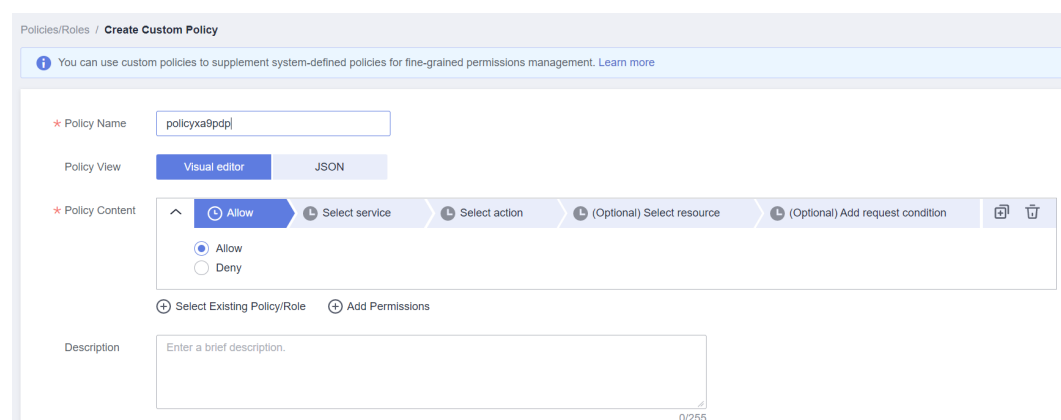 Policies/Roles / Create Custom Policy
You can use custom policies to supplement system-defined policies for fine-grained permissions management. Learn more
* Policy Name policyxa9pdp
Policy View Visual editor JSON
* Policy Content Allow Select service Select action (Optional) Select resource (Optional) Add request condition
Allow
Deny
Select Existing Policy/Role Add Permissions
Description Enter a brief description.
0/255